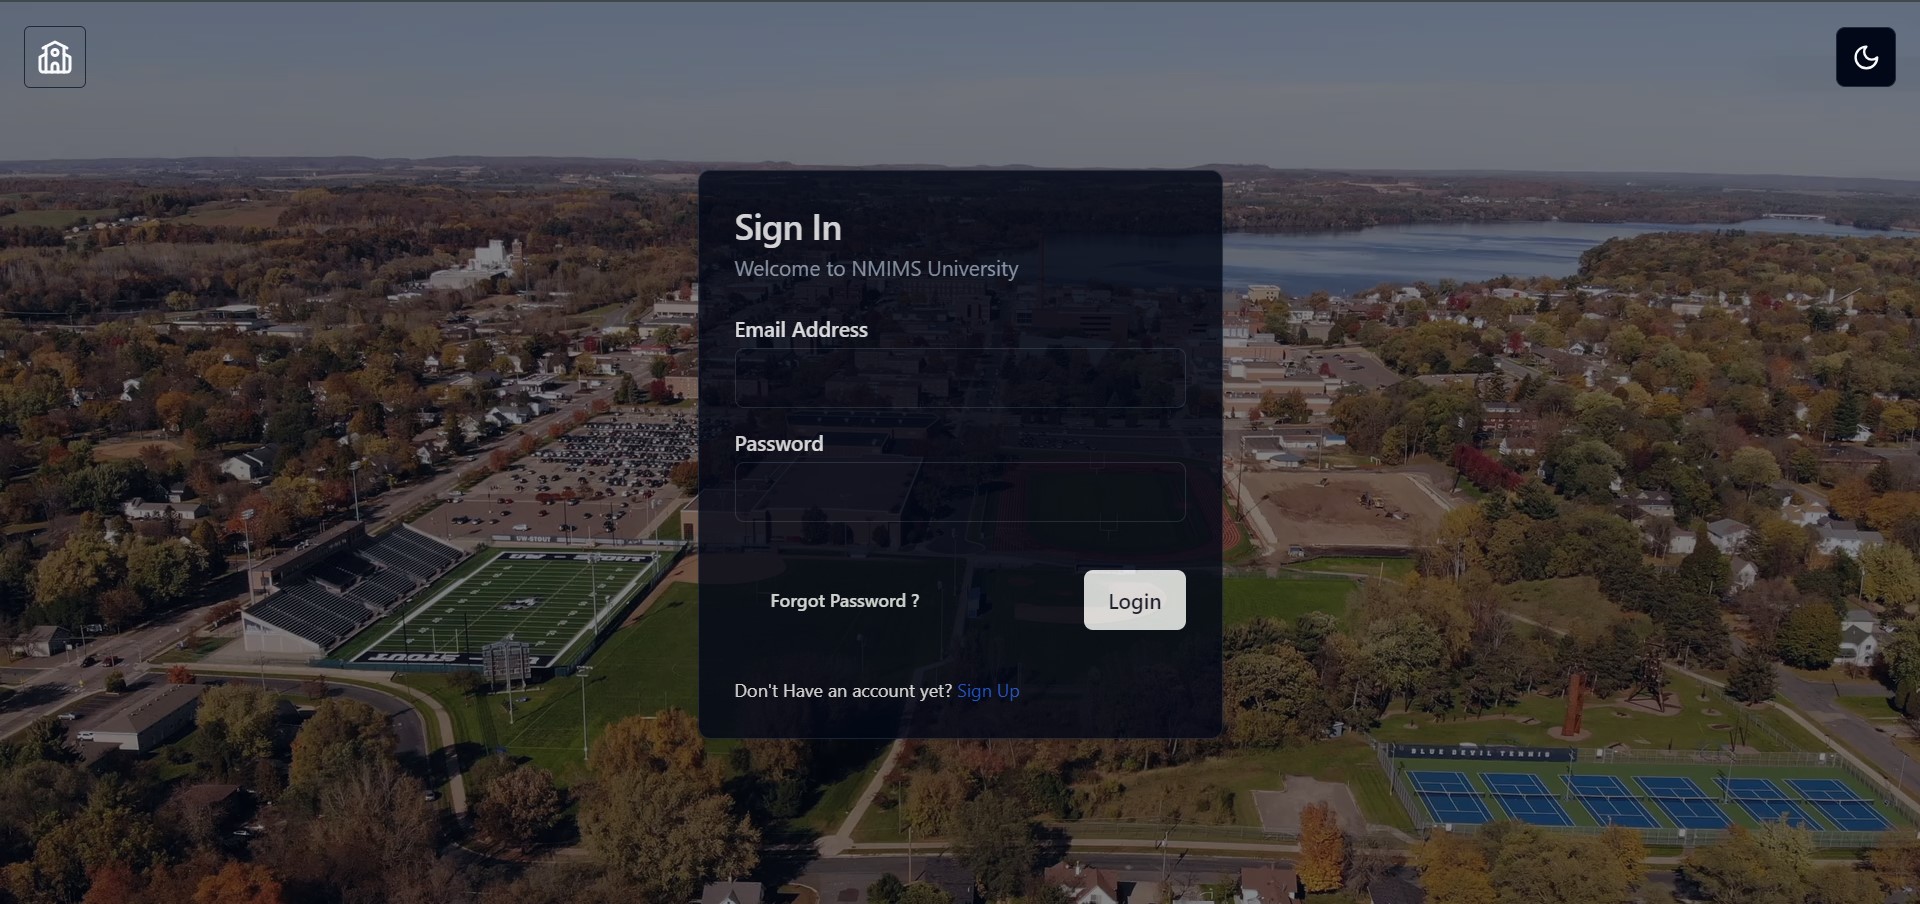 Sign In
Welcome to NMIMS University
Email Address
Password
Forgot Password ?
Login
Don't Have an account yet? Sign Up
UW-STOUT
STOUT
BLUE DEVIL TENNIS